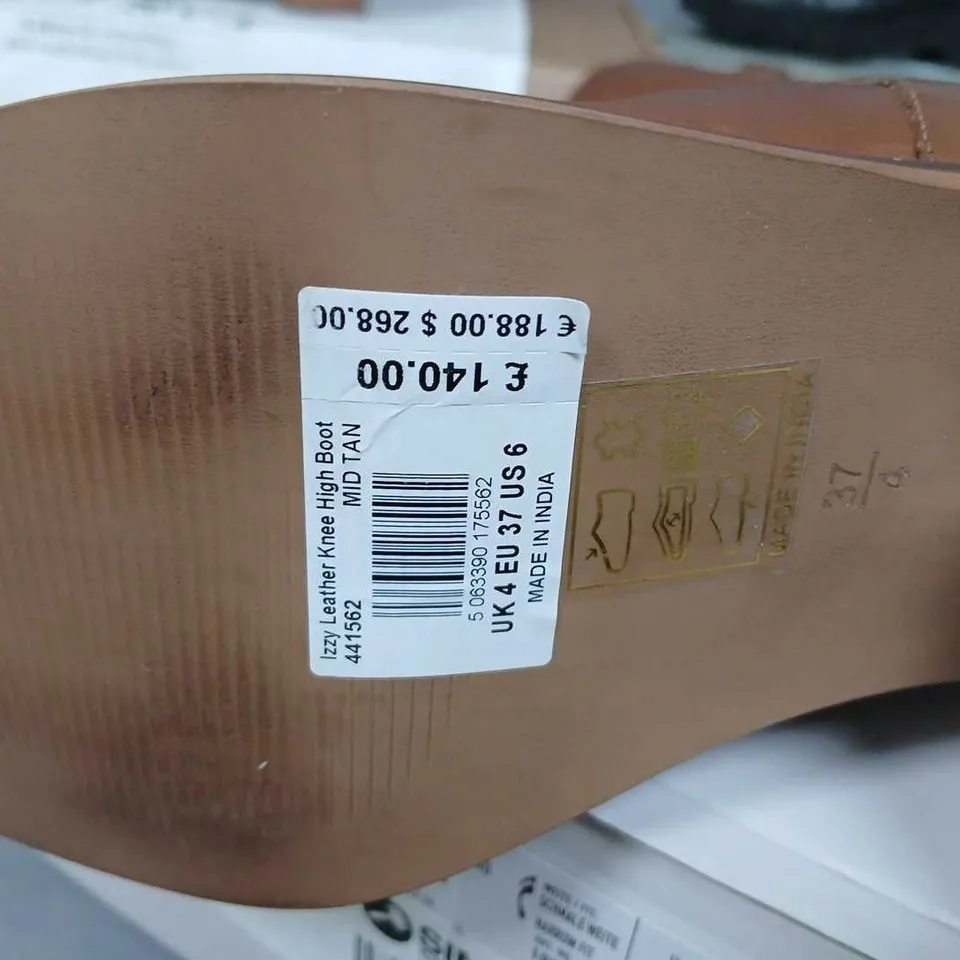 € 188.00 $ 268.00
£ 140.00
Izzy Leather Knee High Boot
MID TAN
441562
5 063390 175562
UK 4 EU 37 US 6
MADE IN INDIA
MADE IN INDIA
37
4